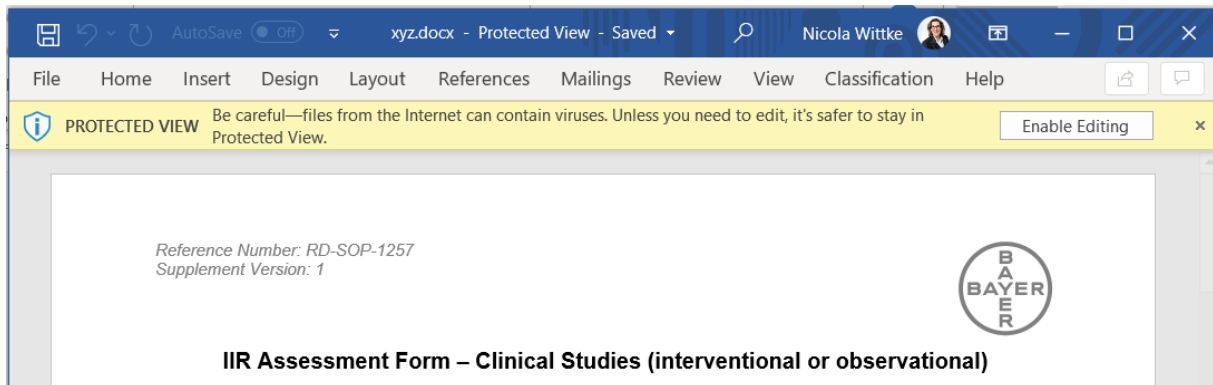 AutoSave Off xyz.docx - Protected View - Saved Nicola Wittke
File Home Insert Design Layout References Mailings Review View Classification Help
PROTECTED VIEW Be careful—files from the Internet can contain viruses. Unless you need to edit, it's safer to stay in
Protected View.
Enable Editing
Reference Number: RD-SOP-1257
Supplement Version: 1
BAYER
BAYER
IIR Assessment Form – Clinical Studies (interventional or observational)